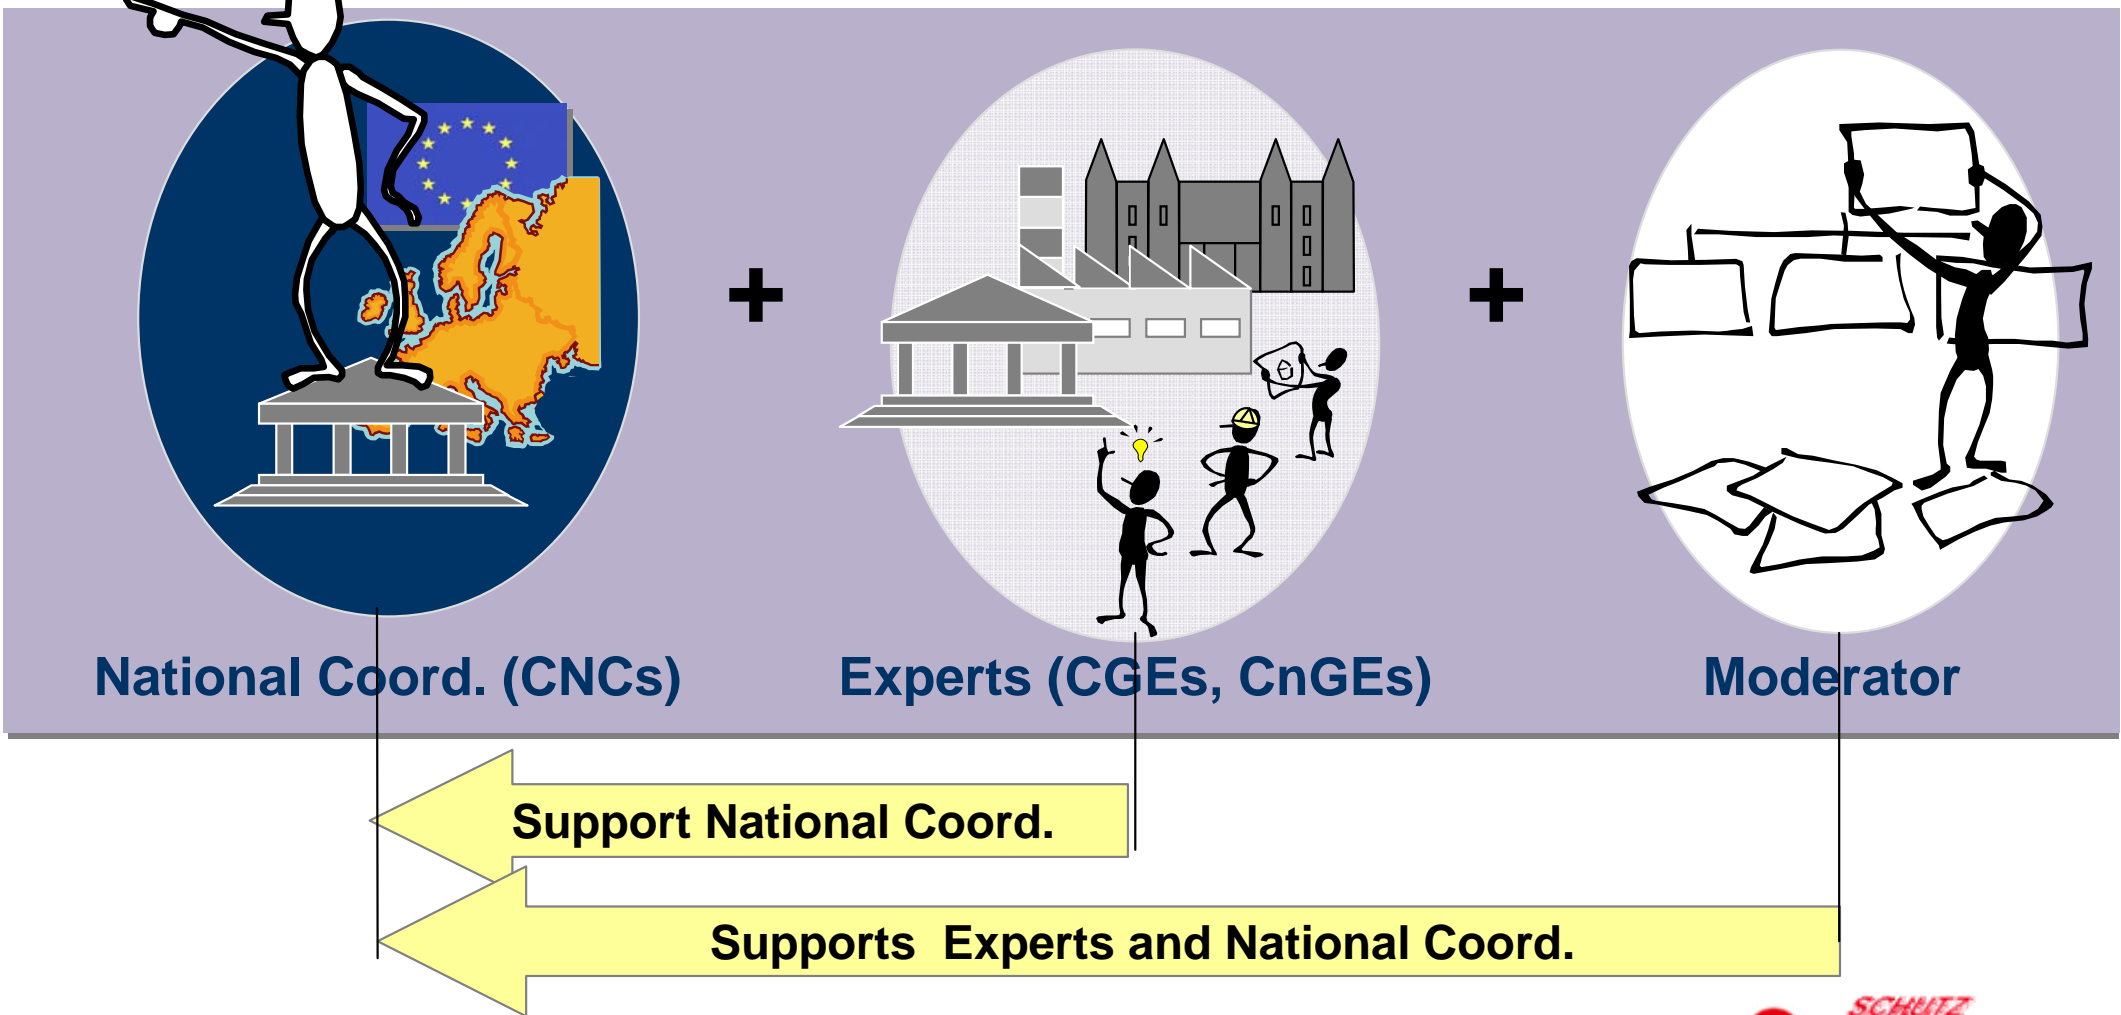 +
+
National Coord. (CNCs)
Experts (CGEs, CnGEs)
Moderator
Support National Coord.
Supports Experts and National Coord.
SCHUTZ